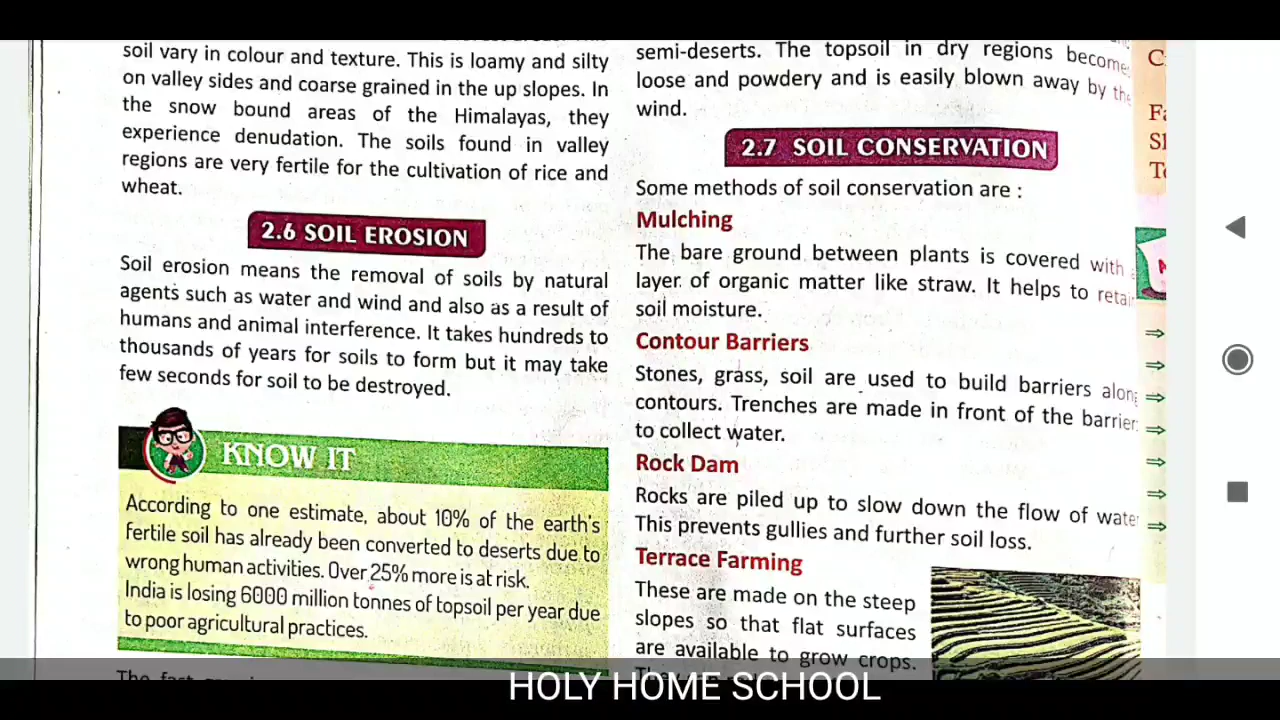 soil vary in colour and texture. This is loamy and silty
on valley sides and coarse grained in the up slopes. In
the snow bound areas of the Himalayas, they
experience denudation. The soils found in valley
regions are very fertile for the cultivation of rice and
wheat.
2.6 SOIL EROSION
Soil erosion means the removal of soils by natural
agents such as water and wind and also as a result of
humans and animal interference. It takes hundreds to
thousands of years for soils to form but it may take
few seconds for soil to be destroyed.
KNOW IT
According to one estimate, about 10% of the earth's
fertile soil has already been converted to deserts due to
wrong human activities. Over 25% more is at risk.
India is losing 6000 million tonnes of topsoil per year due
to poor agricultural practices.
semi-deserts. The topsoil in dry regions become
loose and powdery and is easily blown away by the
wind.
2.7 SOIL CONSERVATION
Some methods of soil conservation are :
Mulching
The bare ground between plants is covered with
layer of organic matter like straw. It helps to retai
soil moisture.
Contour Barriers
Stones, grass, soil are used to build barriers along
contours. Trenches are made in front of the barrier
to collect water.
Rock Dam
Rocks are piled up to slow down the flow of wate
This prevents gullies and further soil loss.
Terrace Farming
These are made on the steep
slopes so that flat surfaces
are available to grow crops.
HOLY HOME SCHOOL